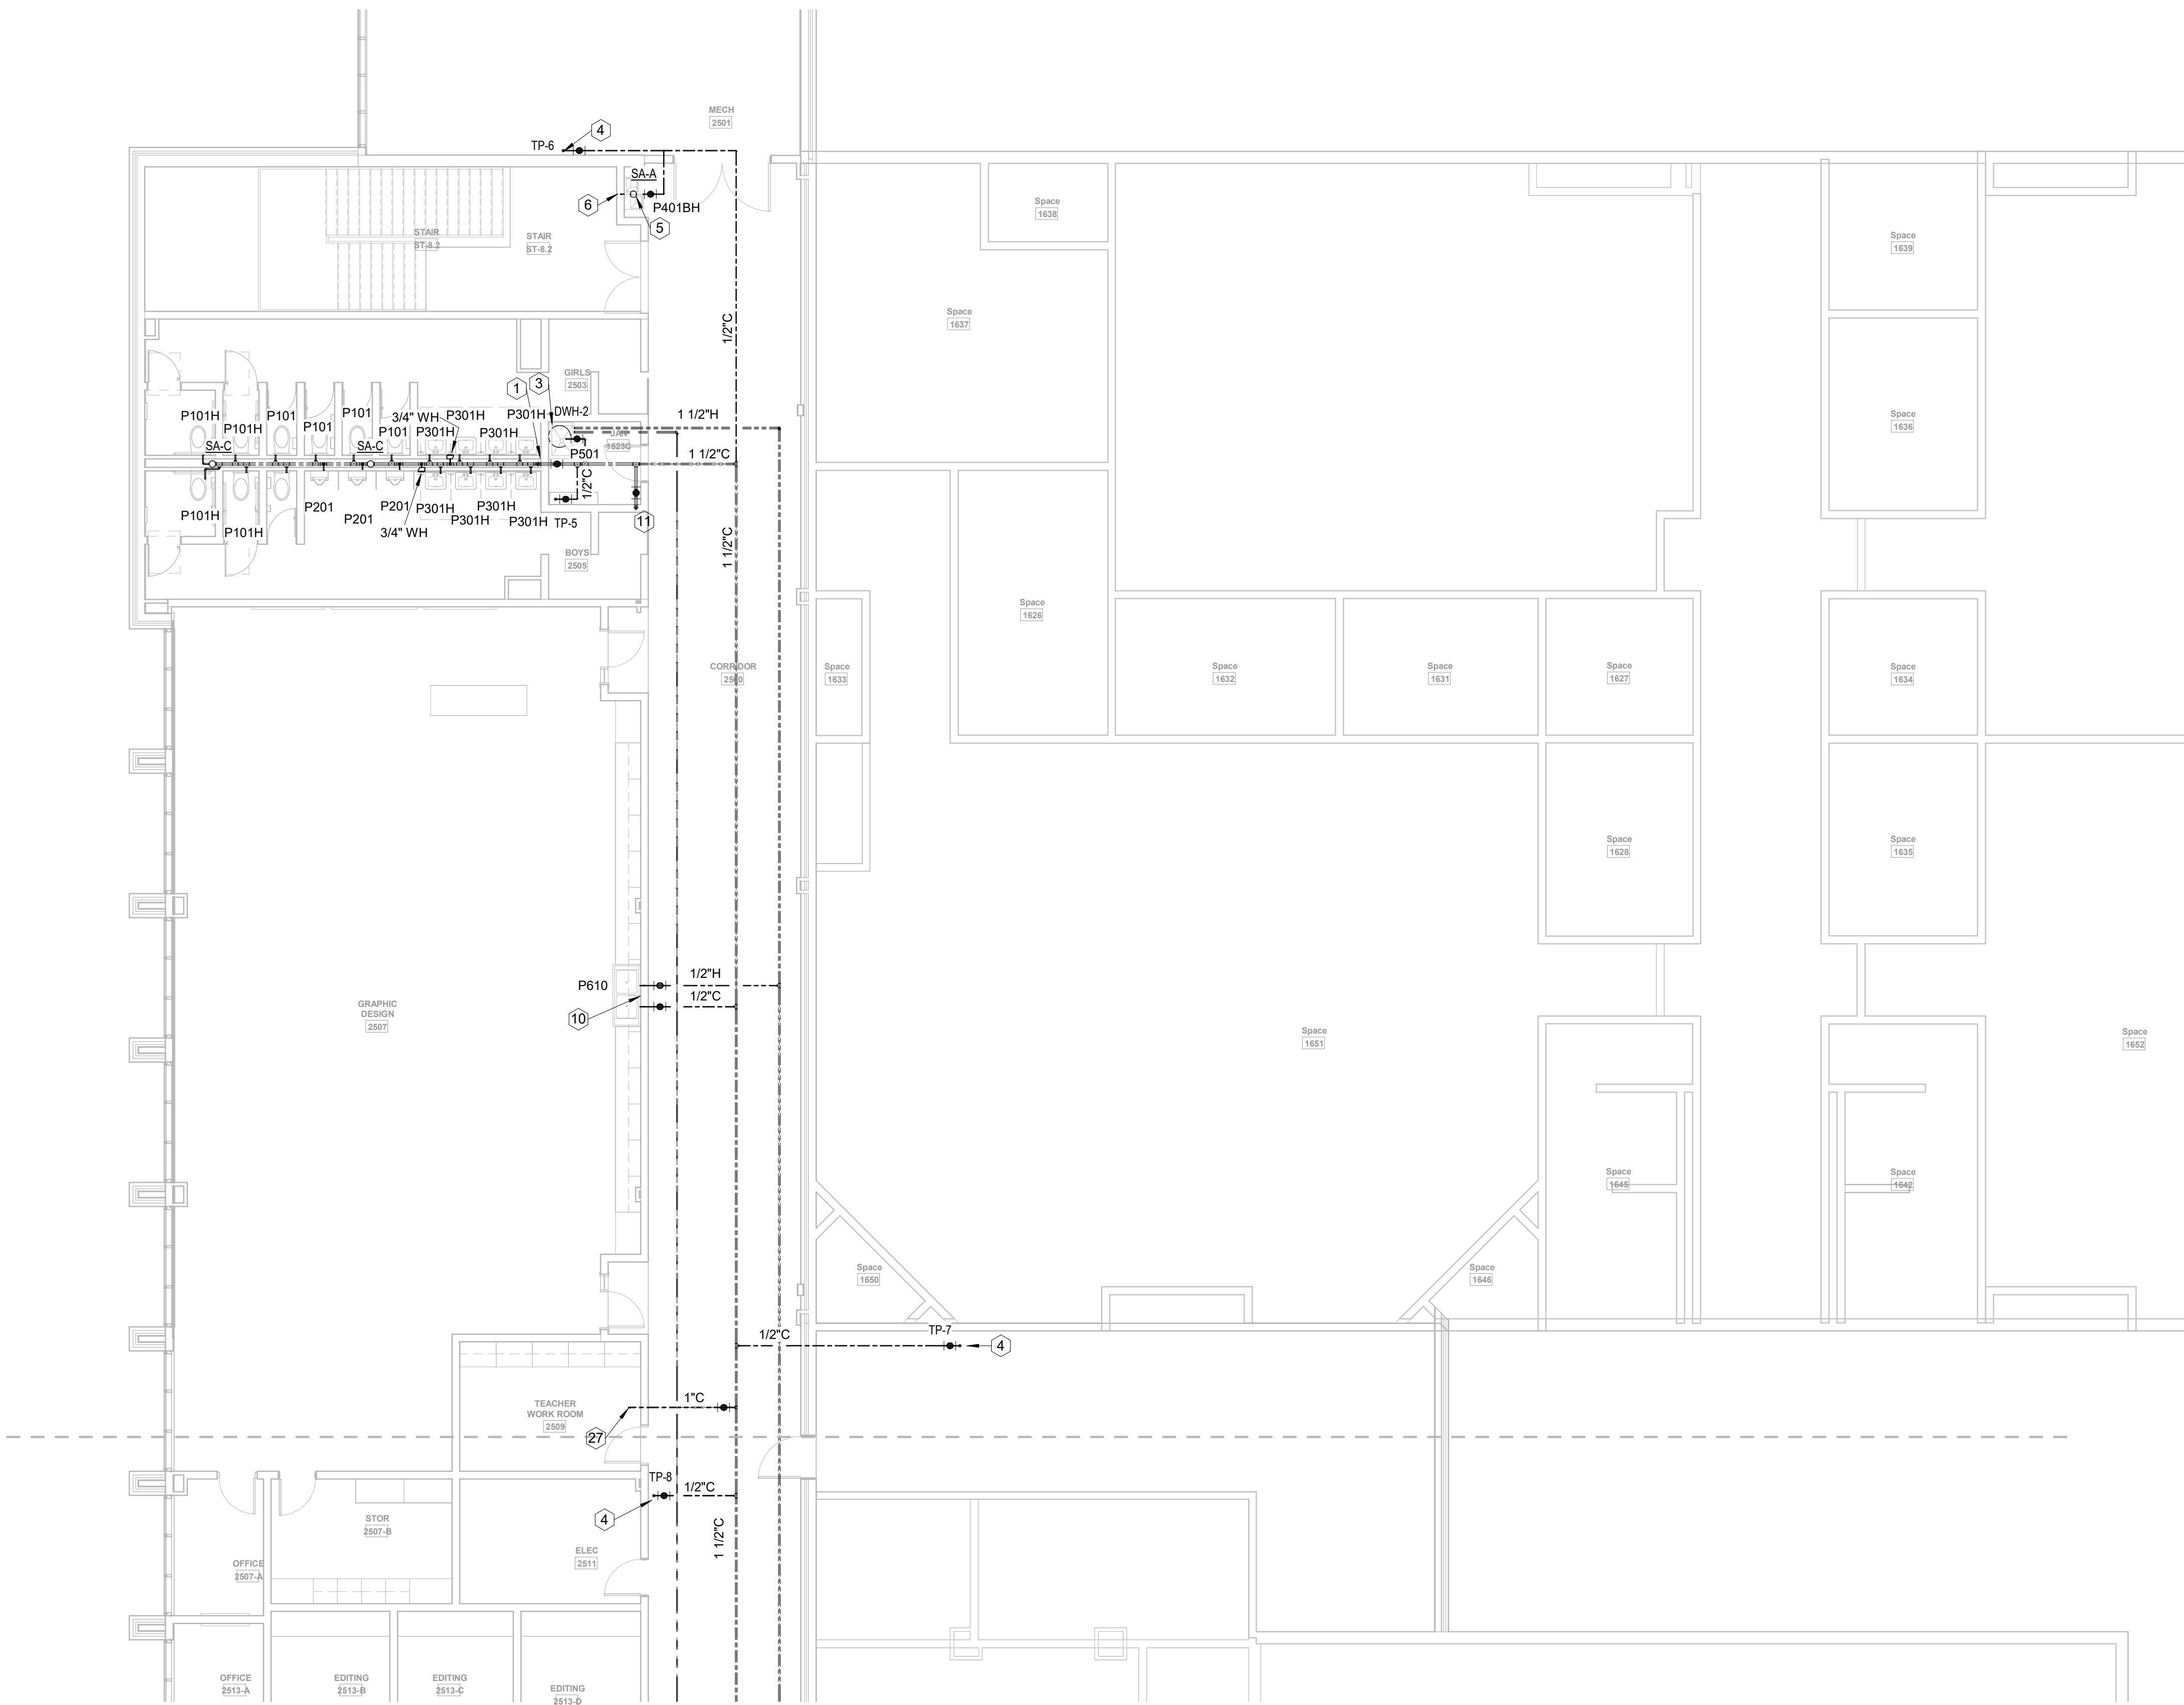 MECH
2501
TP-6
4
SA-A
6
P401BH
5
STAIR
ST-8.2
STAIR
ST-8.2
Space
1638
Space
1639
Space
1637
1/2"C
GIRLS
2503
1
3
DWH-2
P101H
P101H
P101
P101
P101
P101
3/4" WH
P301H
P301H
P301H
P301H
SA-C
SA-C
1 1/2"H
JAN
1523C
P501
1 1/2"C
1/2"C
Space
1636
P101H
P101H
P201
P201
P201
3/4" WH
P301H
P301H
P301H
P301H
TP-5
11
1 1/2"C
BOYS
2505
Space
1626
CORRIDOR
2500
Space
1633
Space
1632
Space
1631
Space
1627
Space
1634
Space
1628
Space
1635
P610
1/2"H
1/2"C
10
GRAPHIC
DESIGN
2507
Space
1651
Space
1652
Space
1645
Space
1642
Space
1650
Space
1646
1/2"C
TP-7
4
1"C
TEACHER
WORK ROOM
2509
27
TP-8
1/2"C
4
STOR
2507-B
1 1/2"C
ELEC
2511
OFFICE
2507-A
OFFICE
2513-A
EDITING
2513-B
EDITING
2513-C
EDITING
2513-D